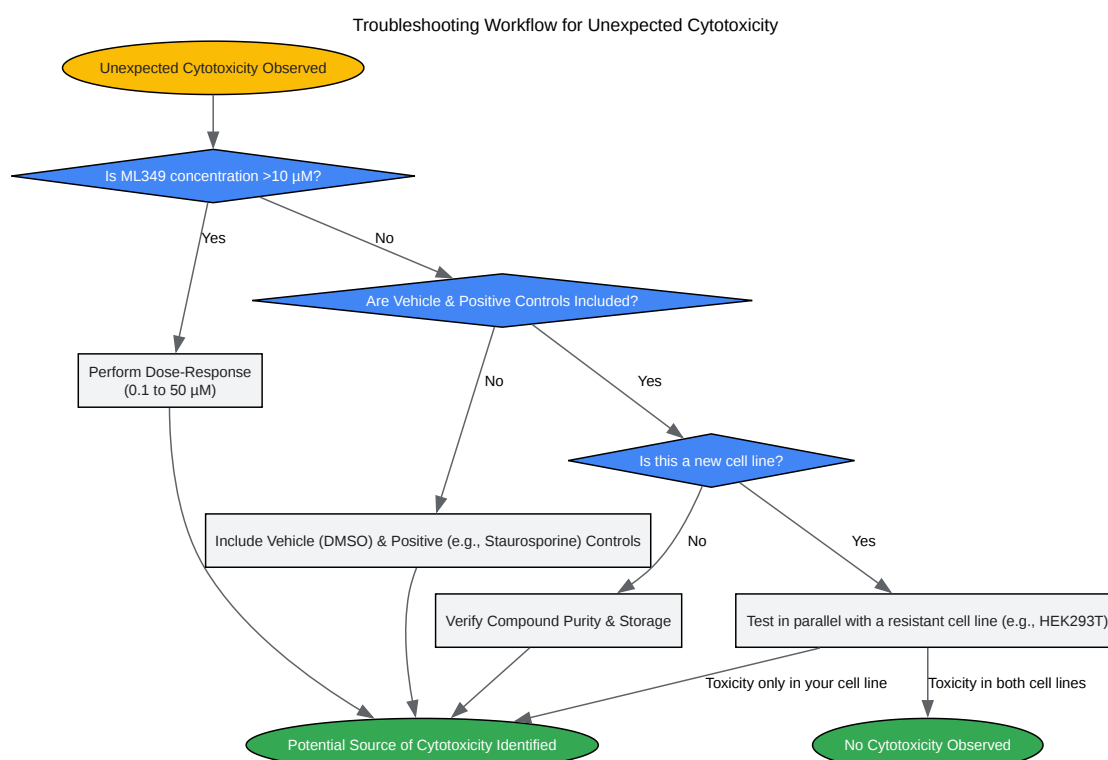 Troubleshooting Workflow for Unexpected Cytotoxicity
Unexpected Cytotoxicity Observed
Is ML349 concentration >10 µM?
Yes
No
Are Vehicle & Positive Controls Included?
Perform Dose-Response
(0.1 to 50 µM)
No
Yes
Is this a new cell line?
Include Vehicle (DMSO) & Positive (e.g., Staurosporine) Controls
No
Yes
Verify Compound Purity & Storage
Test in parallel with a resistant cell line (e.g., HEK293T)
Toxicity only in your cell line
Toxicity in both cell lines
Potential Source of Cytotoxicity Identified
No Cytotoxicity Observed